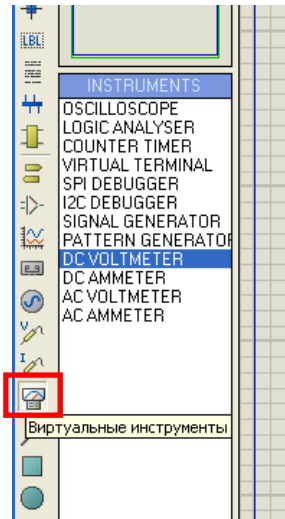 LBL
INSTRUMENTS
OSCILLOSCOPE
LOGIC ANALYSER
COUNTER TIMER
VIRTUAL TERMINAL
SPI DEBUGGER
I2C DEBUGGER
SIGNAL GENERATOR
PATTERN GENERATOR
DC VOLTMETER
DC AMMETER
AC VOLTMETER
AC AMMETER
V
I
Виртуальные инструменты